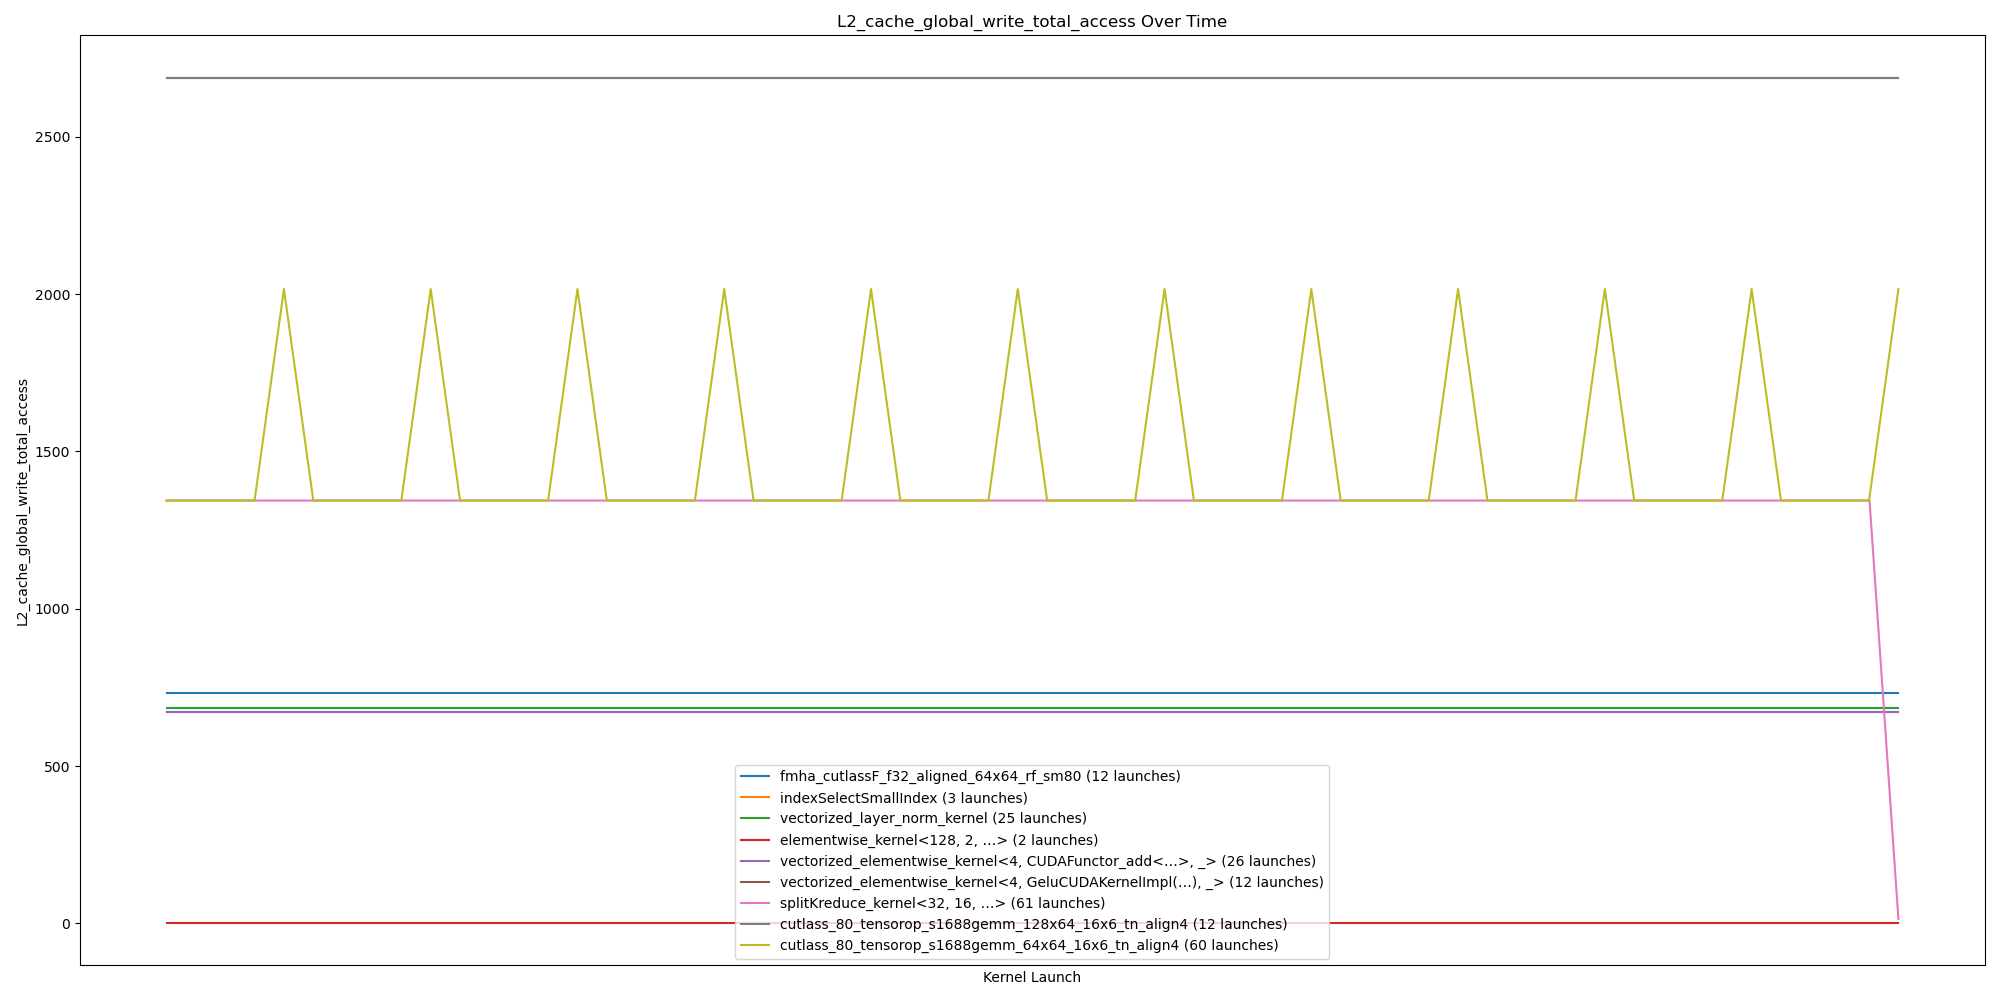 L2_cache_global_write_total_access Over Time
L2_cache_global_write_total_access
2500
2000
1500
1000
500
0
fmha_cutlassF_f32_aligned_64x64_rf_sm80 (12 launches)
indexSelectSmallIndex (3 launches)
vectorized_layer_norm_kernel (25 launches)
elementwise_kernel<128, 2, ...> (2 launches)
vectorized_elementwise_kernel<4, CUDAFunctor_add<...>, _> (26 launches)
vectorized_elementwise_kernel<4, GeluCUDAKernelImpl(...), _> (12 launches)
splitKreduce_kernel<32, 16, ...> (61 launches)
cutlass_80_tensorop_s1688gemm_128x64_16x6_tn_align4 (12 launches)
cutlass_80_tensorop_s1688gemm_64x64_16x6_tn_align4 (60 launches)
Kernel Launch